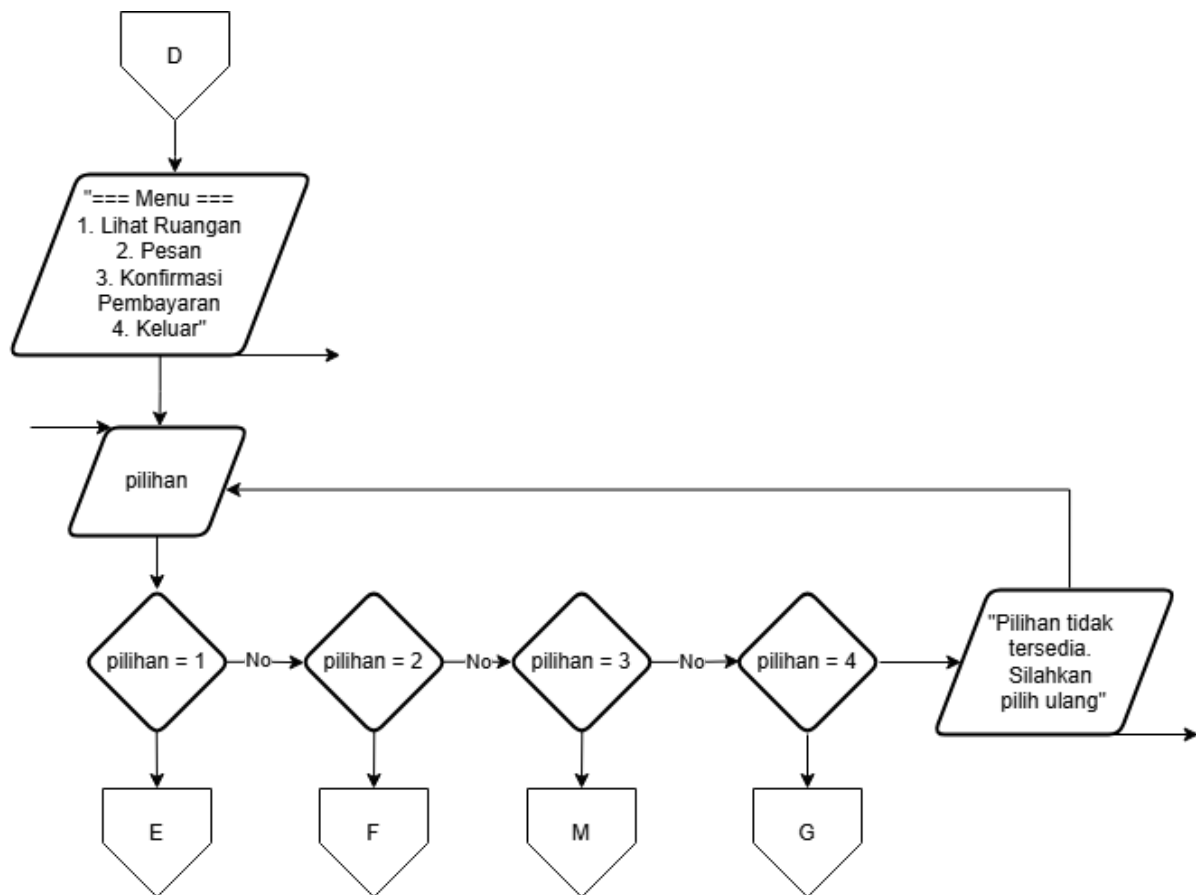 D
"=== Menu ===
1. Lihat Ruangan
2. Pesan
3. Konfirmasi
Pembayaran
4. Keluar"
pilihan
pilihan = 1
No
pilihan = 2
No
pilihan = 3
No
pilihan = 4
"Pilihan tidak
tersedia.
Silahkan
pilih ulang"
E
F
M
G